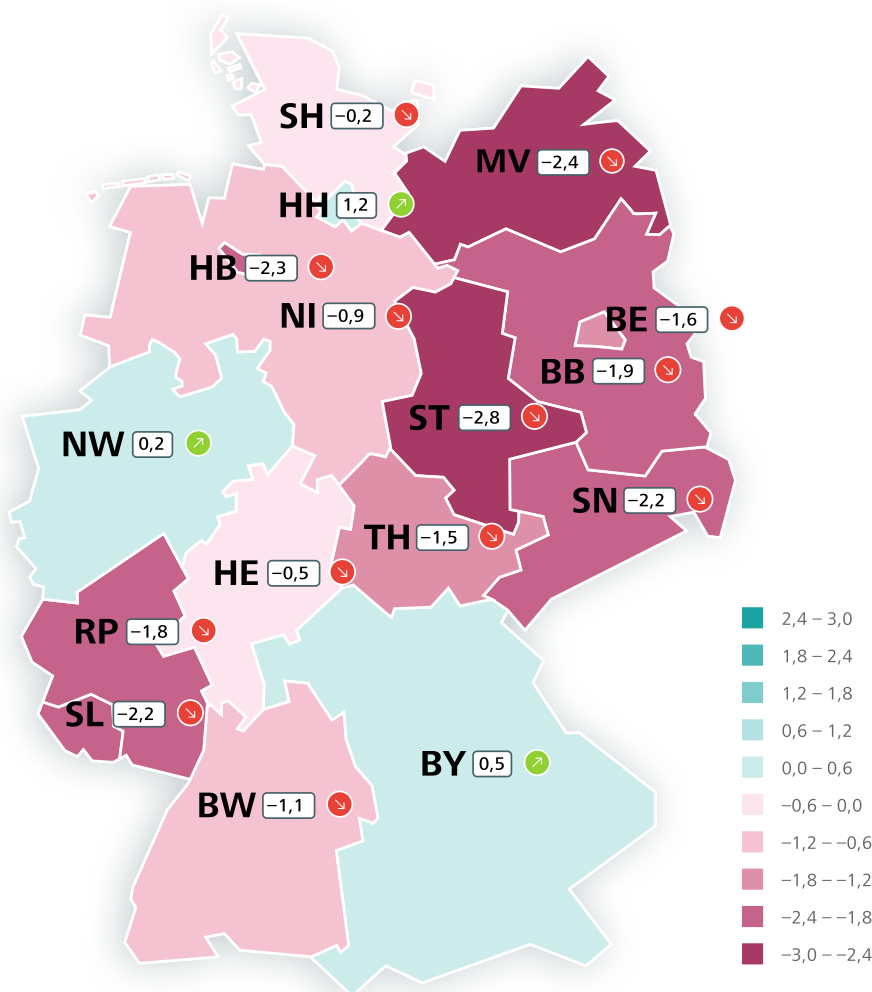 SH −0,2
MV −2,4
HH 1,2
HB −2,3
NI −0,9
BE −1,6
BB −1,9
ST −2,8
NW 0,2
SN −2,2
TH −1,5
HE −0,5
RP −1,8
SL −2,2
BY 0,5
BW −1,1
2,4 – 3,0
1,8 – 2,4
1,2 – 1,8
0,6 – 1,2
0,0 – 0,6
−0,6 – 0,0
−1,2 – −0,6
−1,8 – −1,2
−2,4 – −1,8
−3,0 – −2,4